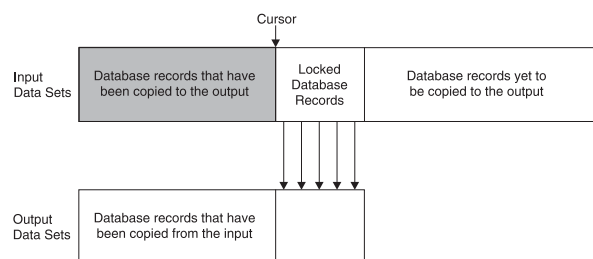 Cursor
Input
Data Sets
Database records that have
been copied to the output
Locked
Database
Records
Database records yet to
be copied to the output
Output
Data Sets
Database records that have
been copied from the input